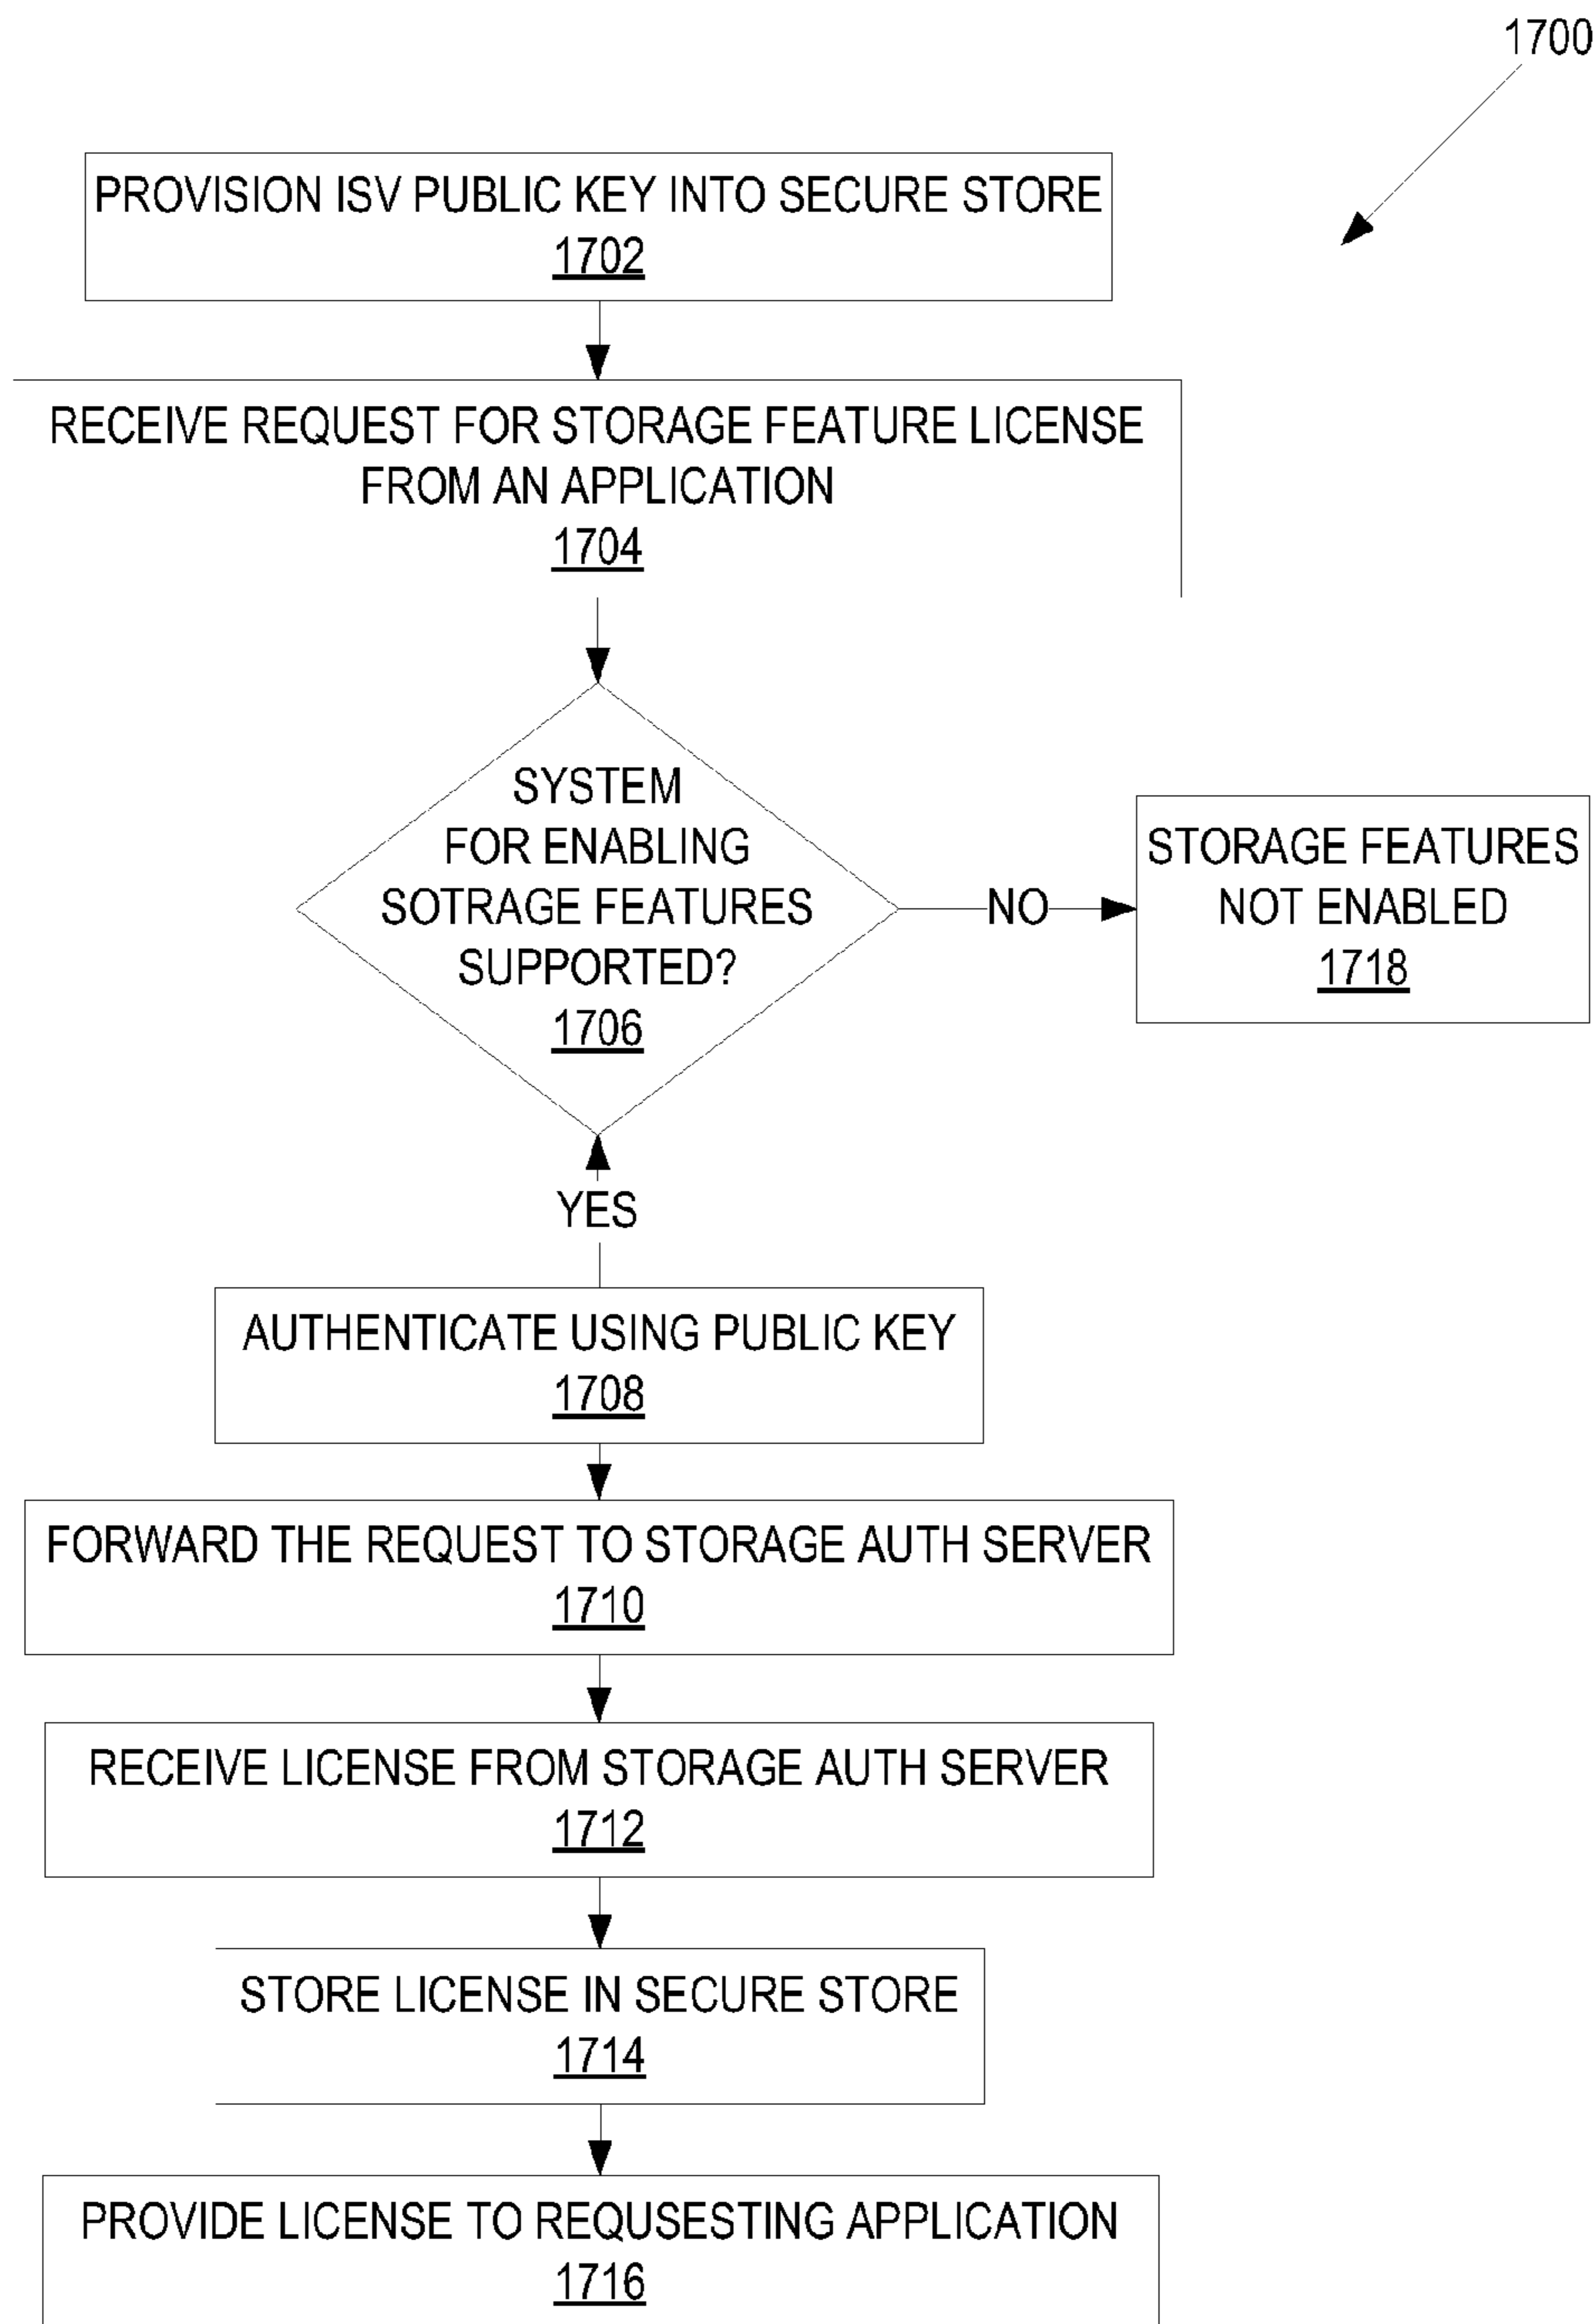 1700
PROVISION ISV PUBLIC KEY INTO SECURE STORE
1702
RECEIVE REQUEST FOR STORAGE FEATURE LICENSE
FROM AN APPLICATION
1704
SYSTEM
FOR ENABLING
SOTRAGE FEATURES
SUPPORTED?
1706
NO
STORAGE FEATURES
NOT ENABLED
1718
YES
AUTHENTICATE USING PUBLIC KEY
1708
FORWARD THE REQUEST TO STORAGE AUTH SERVER
1710
RECEIVE LICENSE FROM STORAGE AUTH SERVER
1712
STORE LICENSE IN SECURE STORE
1714
PROVIDE LICENSE TO REQUSESTING APPLICATION
1716